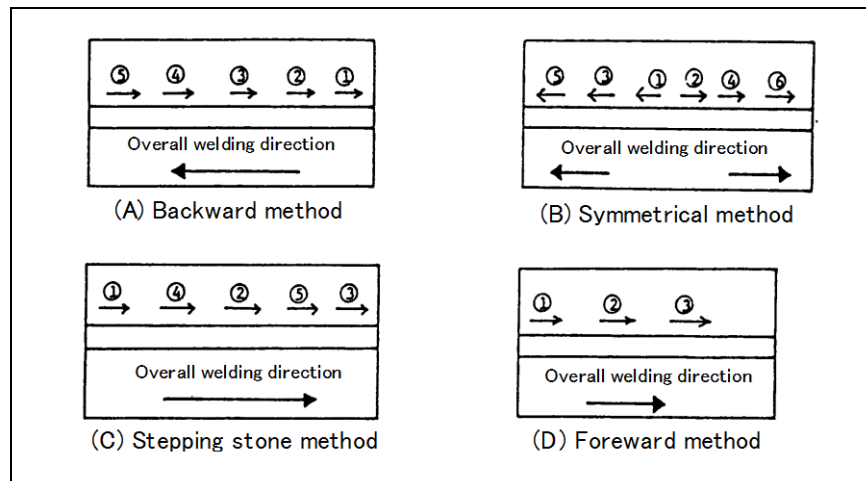 ⑤ ④ ③ ② ①
Overall welding direction
(A) Backward method
⑤ ③ ① ② ④ ⑥
Overall welding direction
(B) Symmetrical method
① ④ ② ⑤ ③
Overall welding direction
(C) Stepping stone method
① ② ③
Overall welding direction
(D) Foreward method